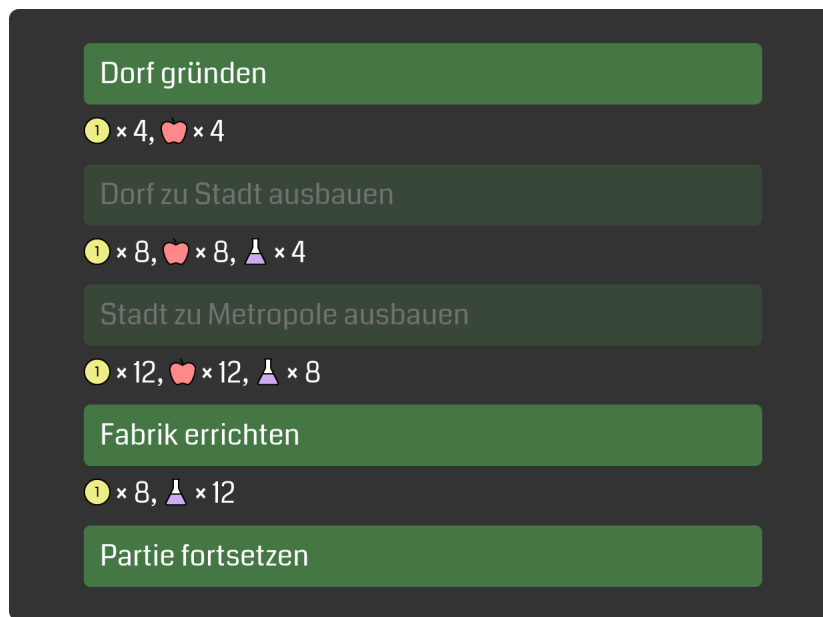 Dorf gründen
1 × 4, × 4
Dorf zu Stadt ausbauen
1 × 8, × 8, × 4
Stadt zu Metropole ausbauen
1 × 12, × 12, × 8
Fabrik errichten
1 × 8, × 12
Partie fortsetzen